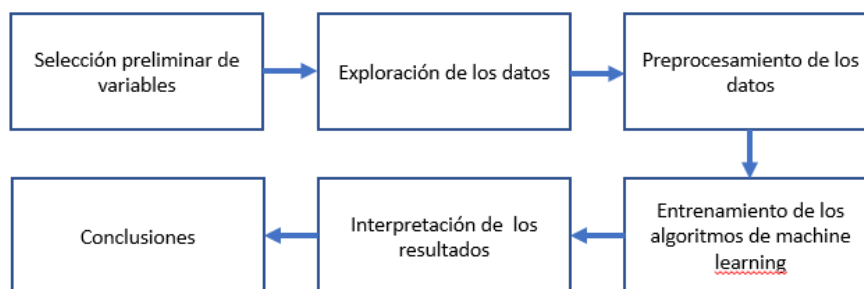 Selección preliminar de
variables
Exploración de los datos
Preprocesamiento de los
datos
Entrenamiento de los
algoritmos de machine
learning
Interpretación de los
resultados
Conclusiones